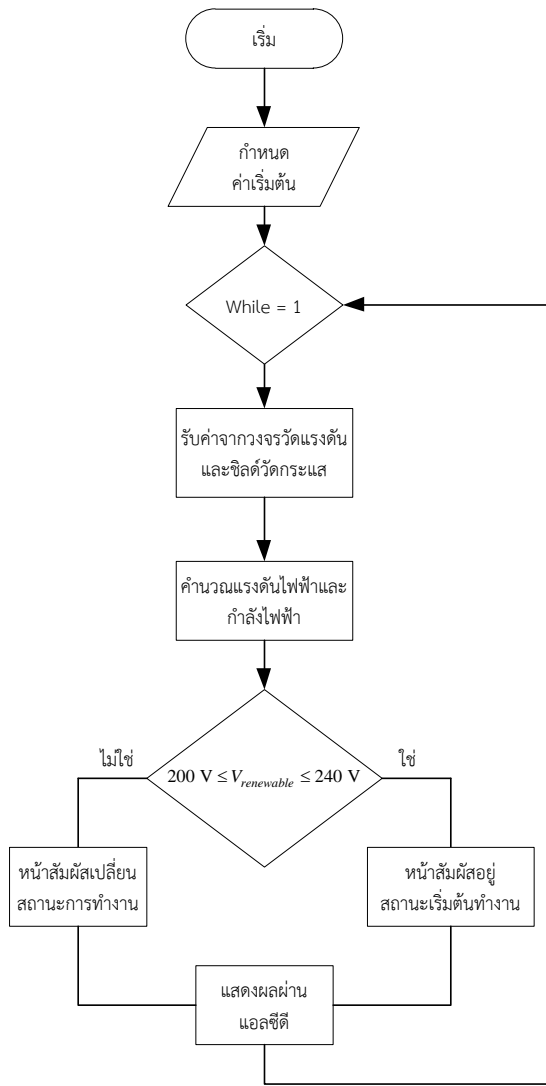 เริ่ม
กำหนด
ค่าเริ่มต้น
While = 1
รับค่าจากวงจรวัดแรงดัน
และชิลด์วัดกระแส
คำนวณแรงดันไฟฟ้าและ
กำลังไฟฟ้า
ไม่ใช่
200 V ≤ V_renewable ≤ 240 V
ใช่
หน้าสัมผัสเปลี่ยน
สถานะการทำงาน
หน้าสัมผัสอยู่
สถานะเริ่มต้นทำงาน
แสดงผลผ่าน
แอลซีดี